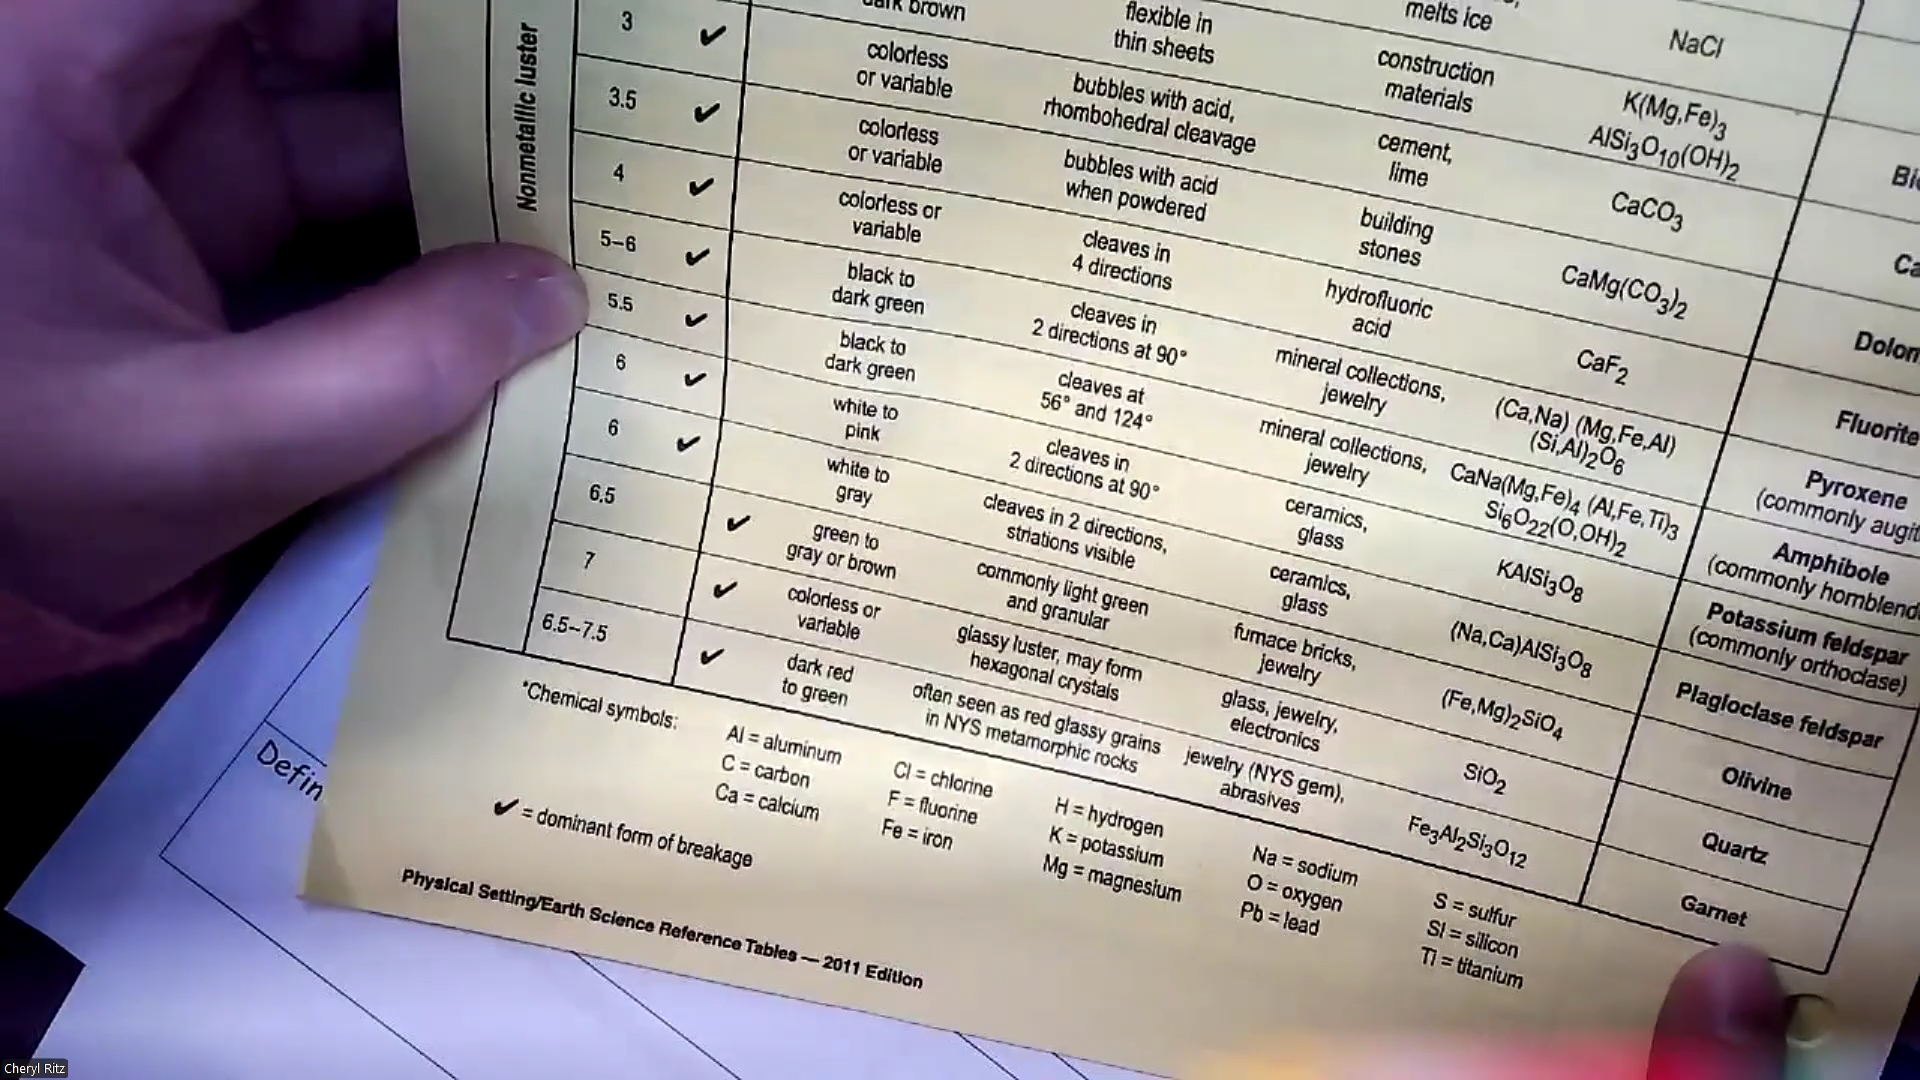 Nonmetallic luster
3 ✔ dark brown flexible in thin sheets construction materials K(Mg,Fe)3 AlSi3O10(OH)2
melts ice NaCl
3.5 ✔ colorless or variable bubbles with acid, rhombohedral cleavage cement, lime CaCO3
4 ✔ colorless or variable bubbles with acid when powdered building stones CaMg(CO3)2
colorless or variable cleaves in 4 directions hydrofluoric acid CaF2 Fluorite
5–6 ✔ black to dark green cleaves in 2 directions at 90° mineral collections, jewelry (Ca,Na) (Mg,Fe,Al) (Si,Al)2O6 Pyroxene
5.5 ✔ black to dark green cleaves at 56° and 124° mineral collections, jewelry CaNa(Mg,Fe)4 (Al,Fe,Ti)3 Si6O22(O,OH)2 Amphibole
6 ✔ white to pink cleaves in 2 directions at 90° ceramics, glass KAlSi3O8 Potassium feldspar (commonly orthoclase)
6 ✔ white to gray cleaves in 2 directions, striations visible ceramics, glass (Na,Ca)AlSi3O8 Plagioclase feldspar
6.5 ✔ green to gray or brown commonly light green and granular furnace bricks, jewelry (Fe,Mg)2SiO4 Olivine
7 ✔ colorless or variable glassy luster, may form hexagonal crystals glass, jewelry, electronics SiO2 Quartz
6.5–7.5 ✔ dark red to green often seen as red glassy grains in NYS metamorphic rocks jewelry (NYS gem), abrasives Fe3Al2Si3O12 Garnet
*Chemical symbols:
Al = aluminum Cl = chlorine H = hydrogen Na = sodium S = sulfur
C = carbon F = fluorine K = potassium O = oxygen Si = silicon
Ca = calcium Fe = iron Mg = magnesium Pb = lead Ti = titanium
✔ = dominant form of breakage
Physical Setting/Earth Science Reference Tables — 2011 Edition
Defin
Cheryl Ritz